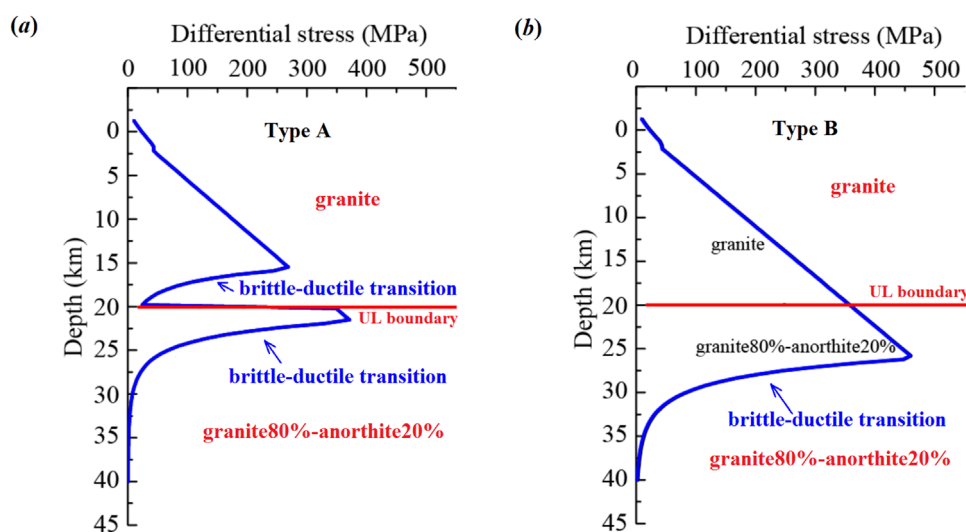 (a)
Differential stress (MPa)
0 100 200 300 400 500
Type A
0
5
10
15
20
25
30
35
40
45
Depth (km)
granite
brittle-ductile transition
UL boundary
brittle-ductile transition
granite80%-anorthite20%
(b)
Differential stress (MPa)
0 100 200 300 400 500
Type B
0
5
10
15
20
25
30
35
40
45
Depth (km)
granite
granite
UL boundary
granite80%-anorthite20%
brittle-ductile transition
granite80%-anorthite20%